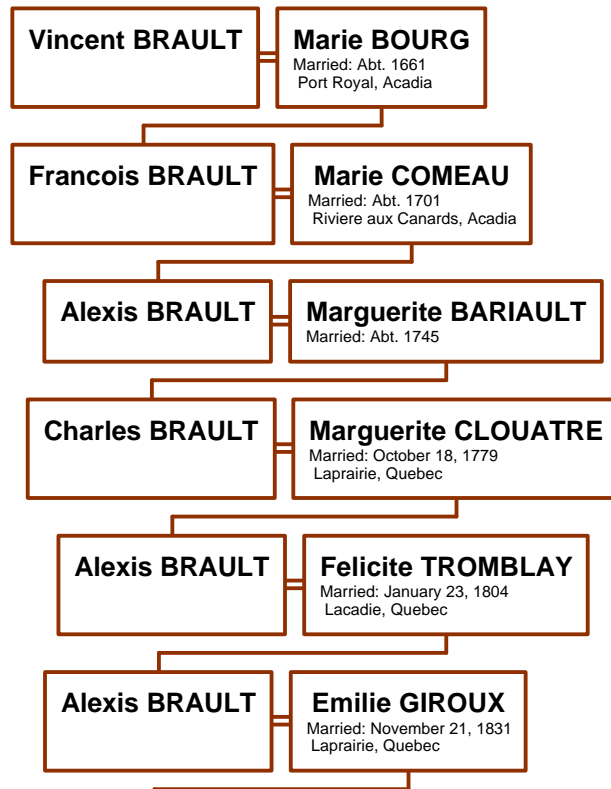 Vincent BRAULT
Marie BOURG
Married: Abt. 1661
Port Royal, Acadia
Francois BRAULT
Marie COMEAU
Married: Abt. 1701
Riviere aux Canards, Acadia
Alexis BRAULT
Marguerite BARIAULT
Married: Abt. 1745
Charles BRAULT
Marguerite CLOUATRE
Married: October 18, 1779
Laprairie, Quebec
Alexis BRAULT
Felicite TROMBLAY
Married: January 23, 1804
Lacadie, Quebec
Alexis BRAULT
Emilie GIROUX
Married: November 21, 1831
Laprairie, Quebec